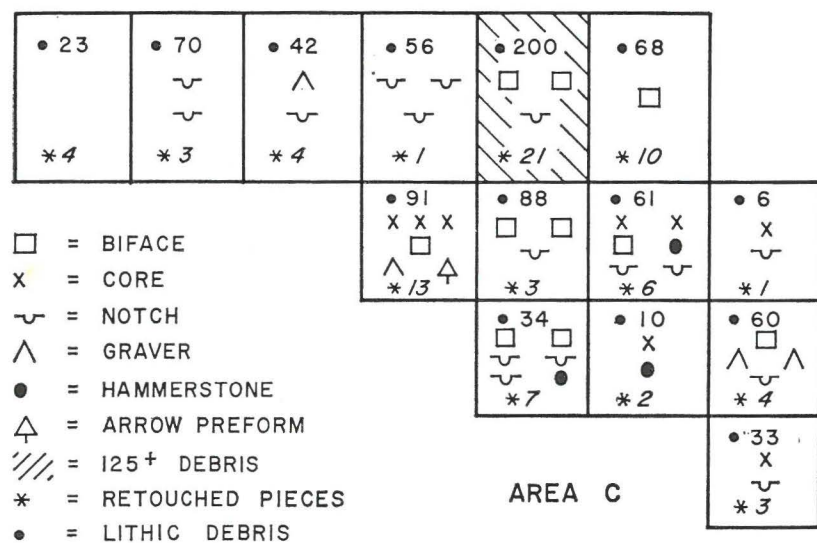 ● 23 ● 70 ● 42 ● 56 ● 200 ● 68
* 4 * 3 * 4 * 1 * 21 * 10
● 91 ● 88 ● 61 ● 6
X X X X X X
* 13 * 3 * 6 * 1
● 34 ● 10 ● 60
X
* 7 * 2 * 4
● 33
X
* 3
□ = BIFACE
X = CORE
= NOTCH
∧ = GRAVER
● = HAMMERSTONE
= ARROW PREFORM
= 125+ DEBRIS
* = RETOUCHED PIECES
● = LITHIC DEBRIS
AREA C